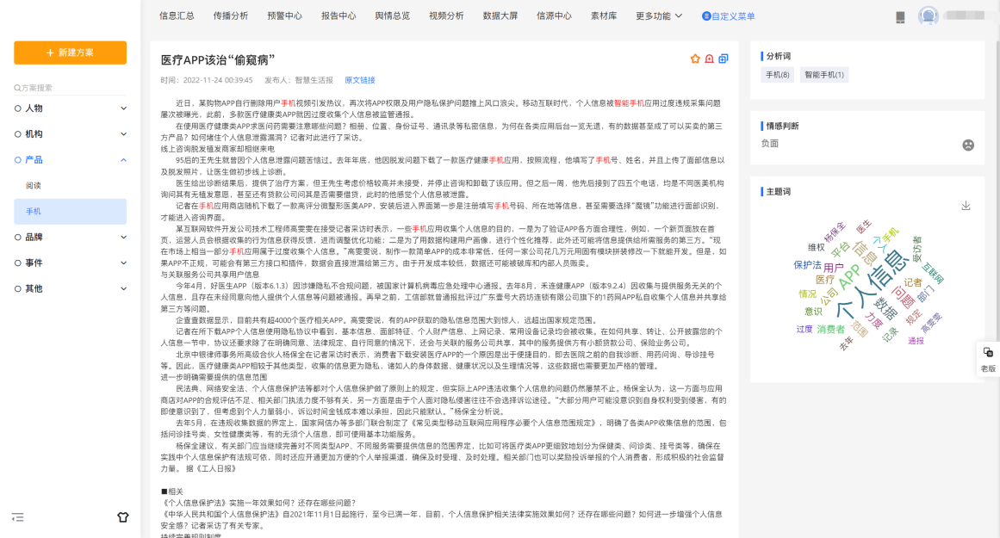 信息汇总 传播分析 预警中心 报告中心 舆情总览 视频分析 数据大屏 信源中心 素材库 更多功能 自定义菜单
+ 新建方案
方案搜索
人物
机构
产品
阅读
手机
品牌
事件
其他
医疗APP该治“偷窥病”
时间：2022-11-24 00:39:45 发布人：智慧生活报 原文链接
近日，某购物APP自行删除用户手机视频引发热议，再次将APP权限及用户隐私保护问题推上风口浪尖。移动互联时代，个人信息被智能手机应用过度违规采集问题
屡次被曝光，此前，多款医疗健康类APP就因过度收集个人信息被监管通报。
在使用医疗健康类APP求医问药需要注意哪些问题？相册、位置、身份证号、通讯录等私密信息，为何在各类应用后台一览无遗，有的数据甚至成了可以买卖的第三
方产品？如何堵住个人信息泄露漏洞？记者对此进行了采访。
线上咨询脱发植发商家却相继来电
95后的王先生就曾因个人信息泄露问题苦恼过。去年年底，他因脱发问题下载了一款医疗健康手机应用，按照流程，他填写了手机号、姓名，并且上传了面部信息以
及脱发照片，让医生做初步线上诊断。
医生给出诊断结果后，提供了治疗方案，但王先生考虑价格较高并未接受，并停止咨询和卸载了该应用。但之后一周，他先后接到了四五个电话，均是不同医美机构
询问其有无植发意愿，甚至还有贷款公司问其是否需要借贷，此时的他感觉个人信息被泄露。
记者在手机应用商店随机下载了一款高评分微整形医美APP，安装后进入界面第一步是注册填写手机号码、所在地等信息，甚至需要选择“魔镜”功能进行面部识别，
才能进入咨询界面。
某互联网软件开发公司技术工程师高雯雯在接受记者采访时表示，一些手机应用收集个人信息的目的，一是为了验证APP各方面合理性，例如，一个新页面放在首
页，运营人员会根据收集的行为信息获得反馈，进而调整优化功能；二是为了用数据构建用户画像，进行个性化推荐，此外还可能将信息提供给所需服务的第三方。“现
在市场上相当一部分手机应用属于过度收集个人信息。”高雯雯说，制作一款简单APP的成本非常低，任何一家公司花几万元用固有模块拼装修改一下就能开发。但是，如
果APP不正规，可能会有第三方接口和插件，数据会直接泄漏给第三方。由于开发成本较低，数据还可能被破库和内部人员贩卖。
与关联服务公司共享用户信息
今年4月，好医生APP（版本6.1.3）因涉嫌隐私不合规问题，被国家计算机病毒应急处理中心通报。去年8月，禾连健康APP（版本9.2.4）因收集与提供服务无关的个
人信息，且存在未经同意向他人提供个人信息等问题被通报。再早之前，工信部就曾通报批评过广东壹号大药坊连锁有限公司旗下的1药网APP私自收集个人信息并共享给
第三方等问题。
企查查数据显示，目前共有超4000个医疗相关APP。高雯雯说，有的APP获取的隐私信息范围大到惊人，远超出国家规定范围。
记者在所下载APP个人信息使用隐私协议中看到，基本信息、面部特征、个人财产信息、上网记录、常用设备记录均会被收集。在如何共享、转让、公开披露您的个
人信息一节中，协议还要求除了在明确同意、法律规定、自行同意的情况下，还会与关联的服务公司共享，其中的服务提供方有小额贷款公司、保险业务公司。
北京中银律师事务所高级合伙人杨保全在记者采访时表示，消费者下载安装医疗APP的一个原因是出于便捷目的，即去医院之前的自我诊断、用药问询、导诊挂号
等。因此，医疗健康类APP相较于其他类型，收集的信息更为隐私，诸如人的身体数据、健康状况以及生理情况等，这些数据也需要更加严格的管理。
进一步明确需要提供的信息范围
民法典、网络安全法、个人信息保护法等都对个人信息保护做了原则上的规定，但实际上APP违法收集个人信息的问题仍然屡禁不止。杨保全认为，这一方面与应用
商店对APP的合规评估不足、相关部门执法力度不够有关，另一方面是由于个人面对隐私侵害往往不会选择诉讼途径。“大部分用户可能没意识到自身权利受到侵害，有的
即使意识到了，但考虑到个人力量弱小，诉讼时间金钱成本难以承担，因此只能默认。”杨保全分析说。
去年5月，在违规收集数据的界定上，国家网信办等多部门联合制定了《常见类型移动互联网应用程序必要个人信息范围规定》，明确了各类APP收集信息的范围，包
括问诊挂号类、女性健康类等，有的无须个人信息，即可使用基本功能服务。
杨保全建议，有关部门应当继续完善对不同类型APP、不同服务需要提供信息的范围界定，比如可将医疗类APP更细致地划分为保健类、问诊类、挂号类等，确保在
实践中个人信息保护有法规可依，同时还应开通更加方便的个人举报渠道，确保及时受理、及时处理。相关部门也可以奖励投诉举报的个人消费者，形成积极的社会监督
力量。 据《工人日报》
■相关
《个人信息保护法》实施一年效果如何？还存在哪些问题？
《中华人民共和国个人信息保护法》自2021年11月1日起施行，至今已满一年，目前，个人信息保护相关法律实施效果如何？还存在哪些问题？如何进一步增强个人信息
安全感？记者采访了有关专家。
持续完善规则制度
分析词
手机(8) 智能手机(1)
情感判断
负面
主题词
杨保全
医生
手机
个人
受访者
维权
平台
信息
保护法
用户
APP
个人信息
互联网
医疗
记者
情况
公司
问题
部门
意识
数据
规定
过度
消费者
力度
高雯雯
范围
记录
去年
通报
老版